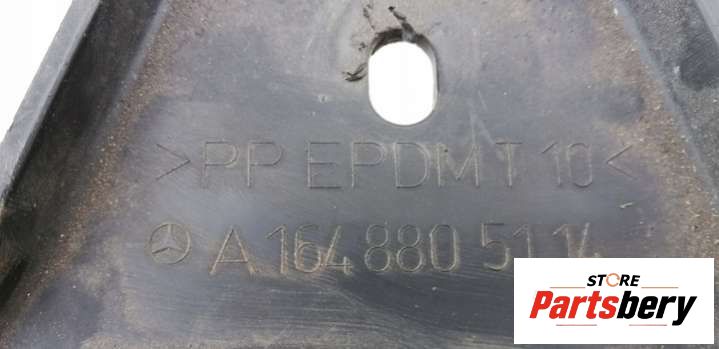 >PP EPDM T 10<
A 164 880 51 14
STORE
Partsbery